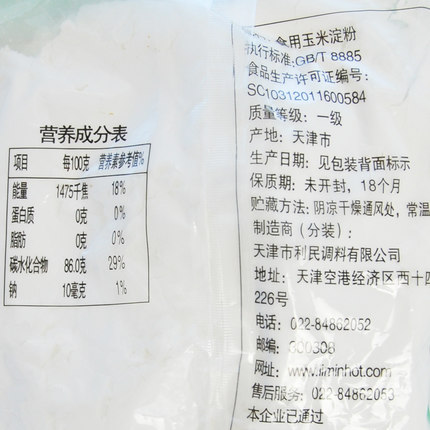 营养成分表
项目 每100克 营养素参考值%
能量 1475千焦 18%
蛋白质 0克 0%
脂肪 0克 0%
碳水化合物 86.0克 29%
钠 10毫克 1%
食用玉米淀粉
执行标准:GB/T 8885
食品生产许可证编号:
SC10312011600584
质量等级: 一级
产地: 天津市
生产日期: 见包装背面标示
保质期: 未开封, 18个月
贮藏方法: 阴凉干燥通风处, 常温
制造商(分装):
天津市利民调料有限公司
地址: 天津空港经济区西十四
226号
电话: 022-84862052
邮编: 300308
网址: www.liminhot.com
售后服务: 022-84862053
本企业已通过